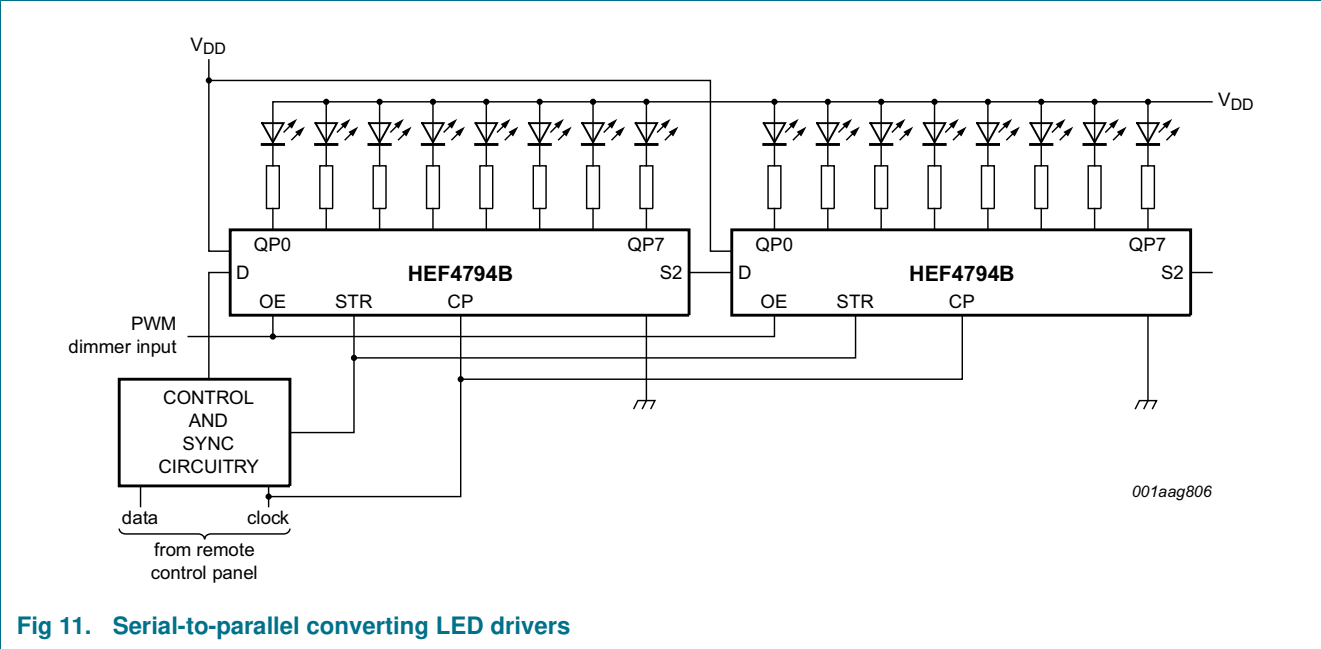 VDD
VDD
QP0 QP7 QP0 QP7
D HEF4794B S2 D HEF4794B S2
OE STR CP OE STR CP
PWM
dimmer input
CONTROL
AND
SYNC
CIRCUITRY
001aag806
data clock
from remote
control panel
Fig 11. Serial-to-parallel converting LED drivers